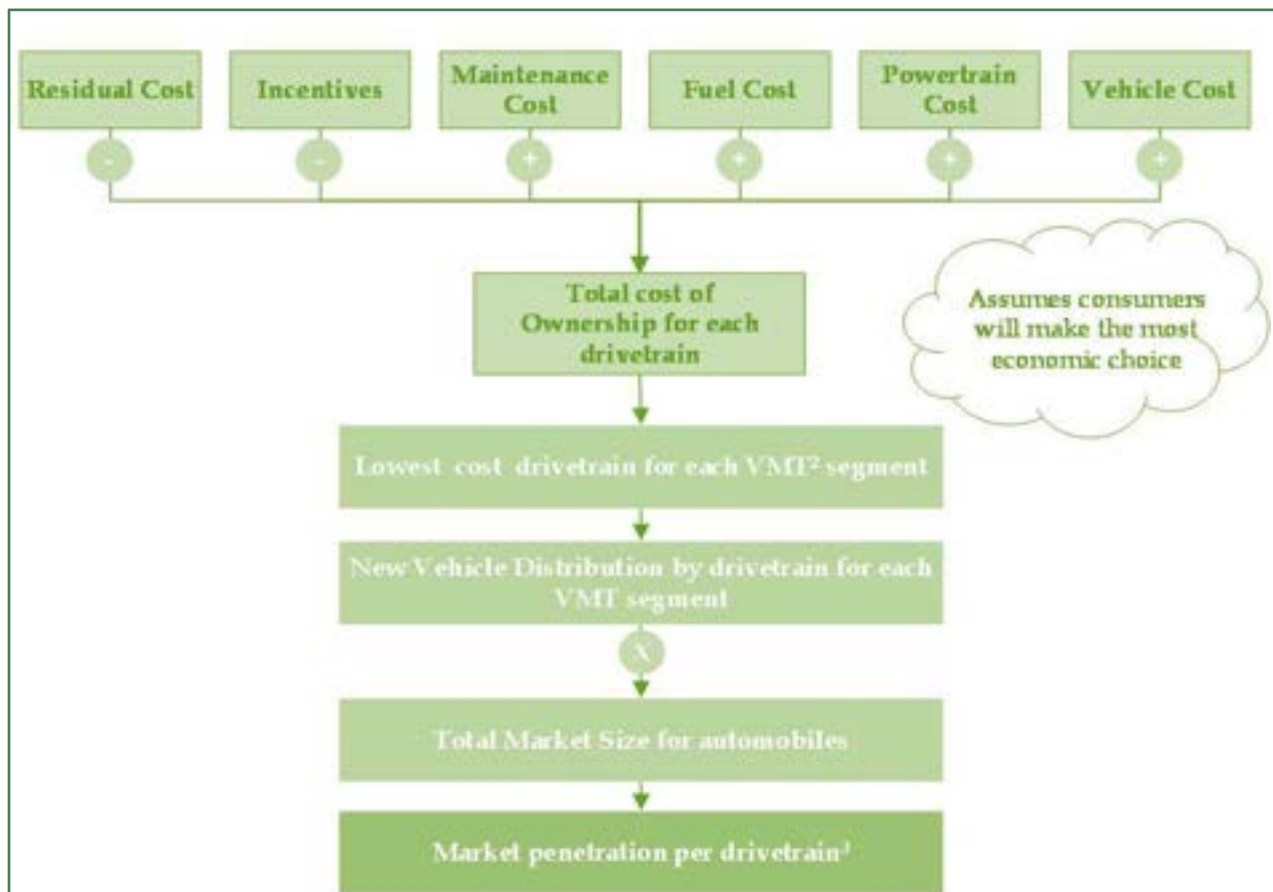 Residual Cost
Incentives
Maintenance
Cost
Fuel Cost
Powertrain
Cost
Vehicle Cost
-
-
+
+
+
+
Total cost of
Ownership for each
drivetrain
Assumes consumers
will make the most
economic choice
Lowest cost drivetrain for each VMT² segment
New Vehicle Distribution by drivetrain for each
VMT segment
X
Total Market Size for automobiles
Market penetration per drivetrain³